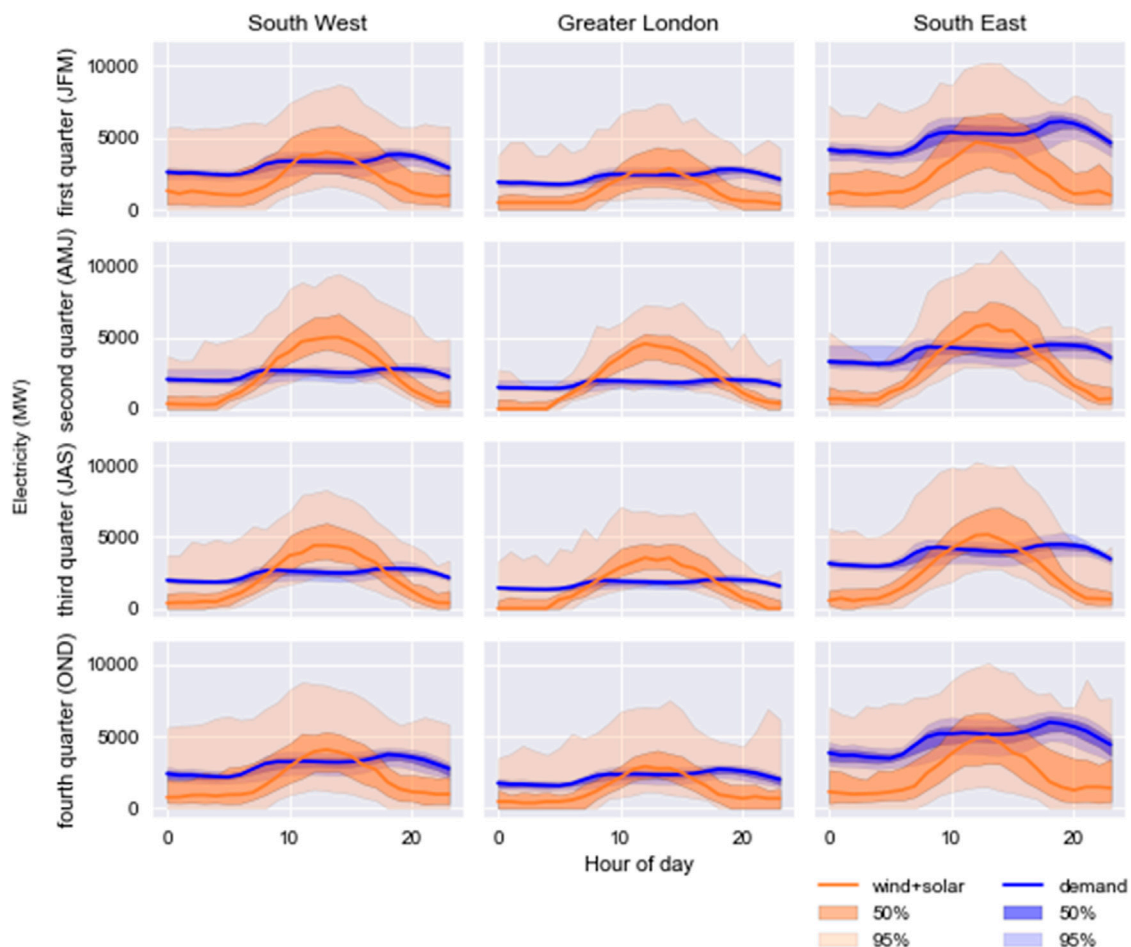 South West Greater London South East
first quarter (JFM)
10000
5000
0
second quarter (AMJ)
10000
5000
0
Electricity (MW)
third quarter (JAS)
10000
5000
0
fourth quarter (OND)
10000
5000
0
0 10 20 0 10 20 0 10 20
Hour of day
wind+solar demand
50% 50%
95% 95%